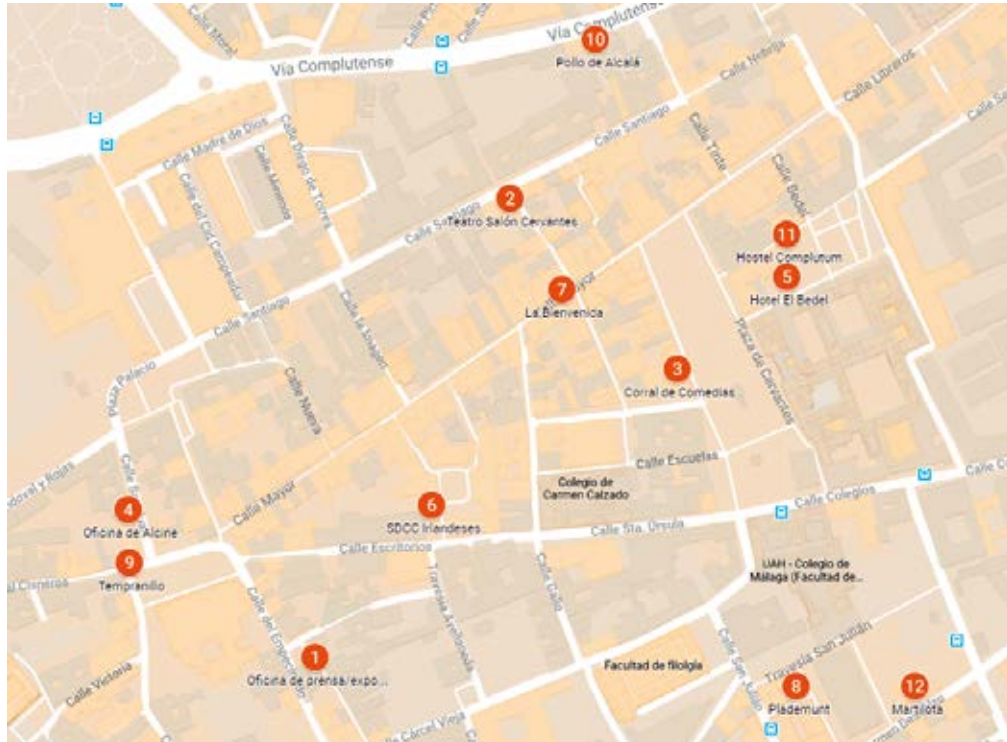 Vía Complutense
Vía Complutense
10
Pollo de Alcalá
Calle Nebrija
Calle Libreros
Calle Madre de Dios
Calle Diego de Torres
Calle Santiago
Calle Tinte
Calle Bedel
2
Teatro Salón Cervantes
11
Hostel Complutum
5
Hotel El Bedel
7
La Bienvenida
Calle Santiago
Calle la Imagen
Plaza de Cervantes
3
Corral de Comedias
Plaza Palacio
Calle Nueva
Calle Escuelas
Colegio de
Carmen Calzado
Calle Mayor
4
Oficina de Alcine
6
SDCC Irlandeses
Calle Colegios
Calle Sta. Úrsula
Calle Escritorios
9
Tempranillo
UAH - Colegio de
Málaga (Facultad de...
1
Oficina de prensa/expo...
Calle Victoria
Facultad de filolgía
Calle San Julián
Travesía San Julián
8
Plademunt
12
Martilota
Cárcel Vieja